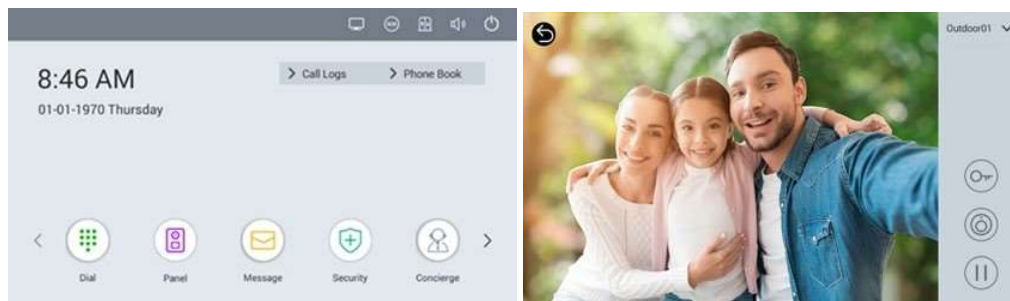 8:46 AM
01-01-1970 Thursday
Call Logs
Phone Book
Dial
Panel
Message
Security
Concierge
Outdoor01